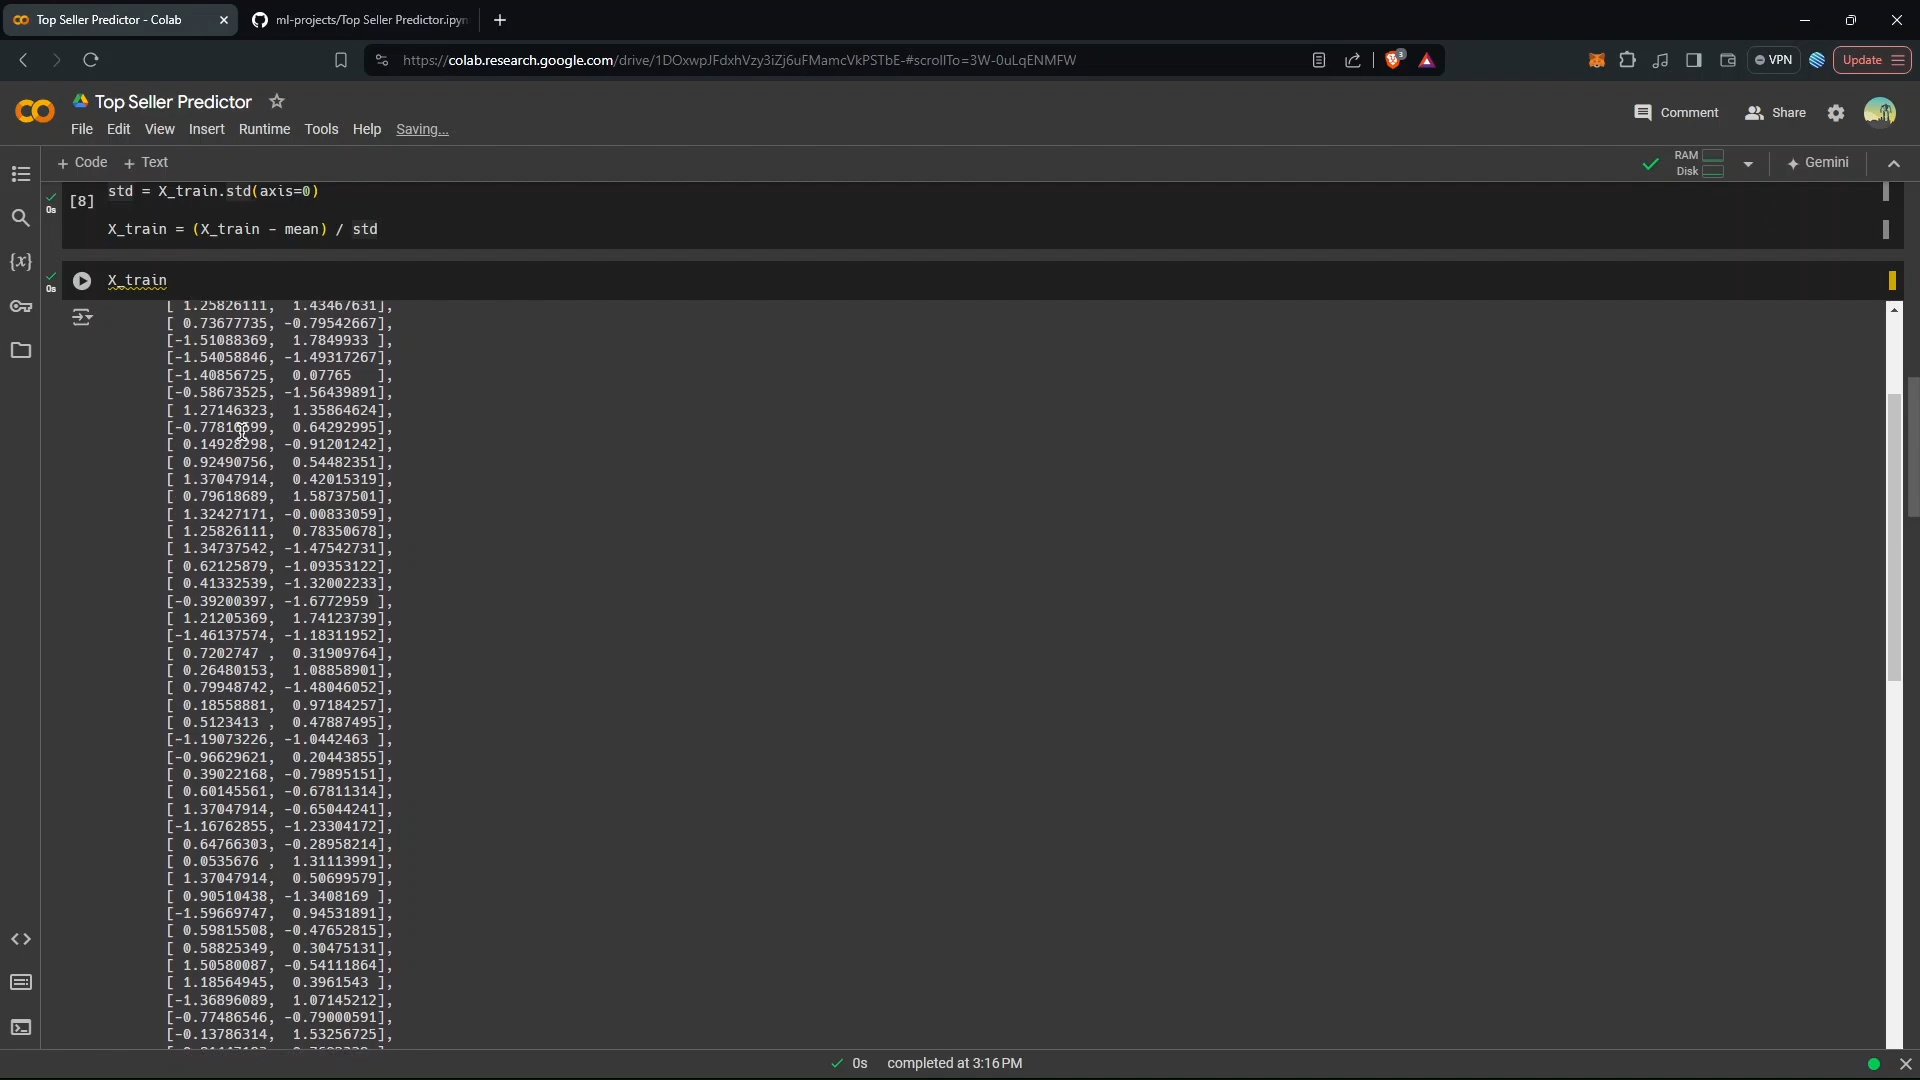 Top Seller Predictor - Colab
ml-projects/Top Seller Predictor.ipyn
https://colab.research.google.com/drive/1DOxwpJFdxhVzy3iZj6uFMamcVkPSTbE-#scrollTo=3W-0uLqENMFW
3
VPN
Update
Top Seller Predictor
File Edit View Insert Runtime Tools Help Saving...
Comment
Share
+ Code + Text
RAM
Disk
Gemini
[8]
0s
std = X_train.std(axis=0)
X_train = (X_train - mean) / std
0s
X_train
[ 1.25826111, 1.43467631],
[ 0.73677735, -0.79542667],
[-1.51088369, 1.7849933 ],
[-1.54058846, -1.49317267],
[-1.40856725, 0.07765 ],
[-0.58673525, -1.56439891],
[ 1.27146323, 1.35864624],
[-0.77816699, 0.64292995],
[ 0.14928298, -0.91201242],
[ 0.92490756, 0.54482351],
[ 1.37047914, 0.42015319],
[ 0.79618689, 1.58737501],
[ 1.32427171, -0.00833059],
[ 1.25826111, 0.78350678],
[ 1.34737542, -1.47542731],
[ 0.62125879, -1.09353122],
[ 0.41332539, -1.32002233],
[-0.39200397, -1.6772959 ],
[ 1.21205369, 1.74123739],
[-1.46137574, -1.18311952],
[ 0.7202747 , 0.31909764],
[ 0.26480153, 1.08858901],
[ 0.79948742, -1.48046052],
[ 0.18558881, 0.97184257],
[ 0.5123413 , 0.47887495],
[-1.19073226, -1.0442463 ],
[-0.96629621, 0.20443855],
[ 0.39022168, -0.79895151],
[ 0.60145561, -0.67811314],
[ 1.37047914, -0.65044241],
[-1.16762855, -1.23304172],
[ 0.64766303, -0.28958214],
[ 0.0535676 , 1.31113991],
[ 1.37047914, 0.50699579],
[ 0.90510438, -1.3408169 ],
[-1.59669747, 0.94531891],
[ 0.59815508, -0.47652815],
[ 0.58825349, 0.30475131],
[ 1.50580087, -0.54111864],
[ 1.18564945, 0.3961543 ],
[-1.36896089, 1.07145212],
[-0.77486546, -0.79000591],
[-0.13786314, 1.53256725],
0s completed at 3:16 PM